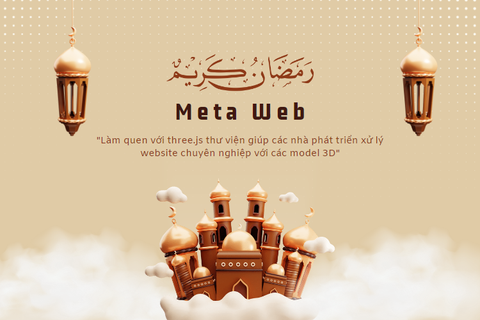 رَمَضَان كَرِيْم
Meta Web
"Làm quen với three.js thư viện giúp các nhà phát triển xử lý
website chuyên nghiệp với các model 3D"